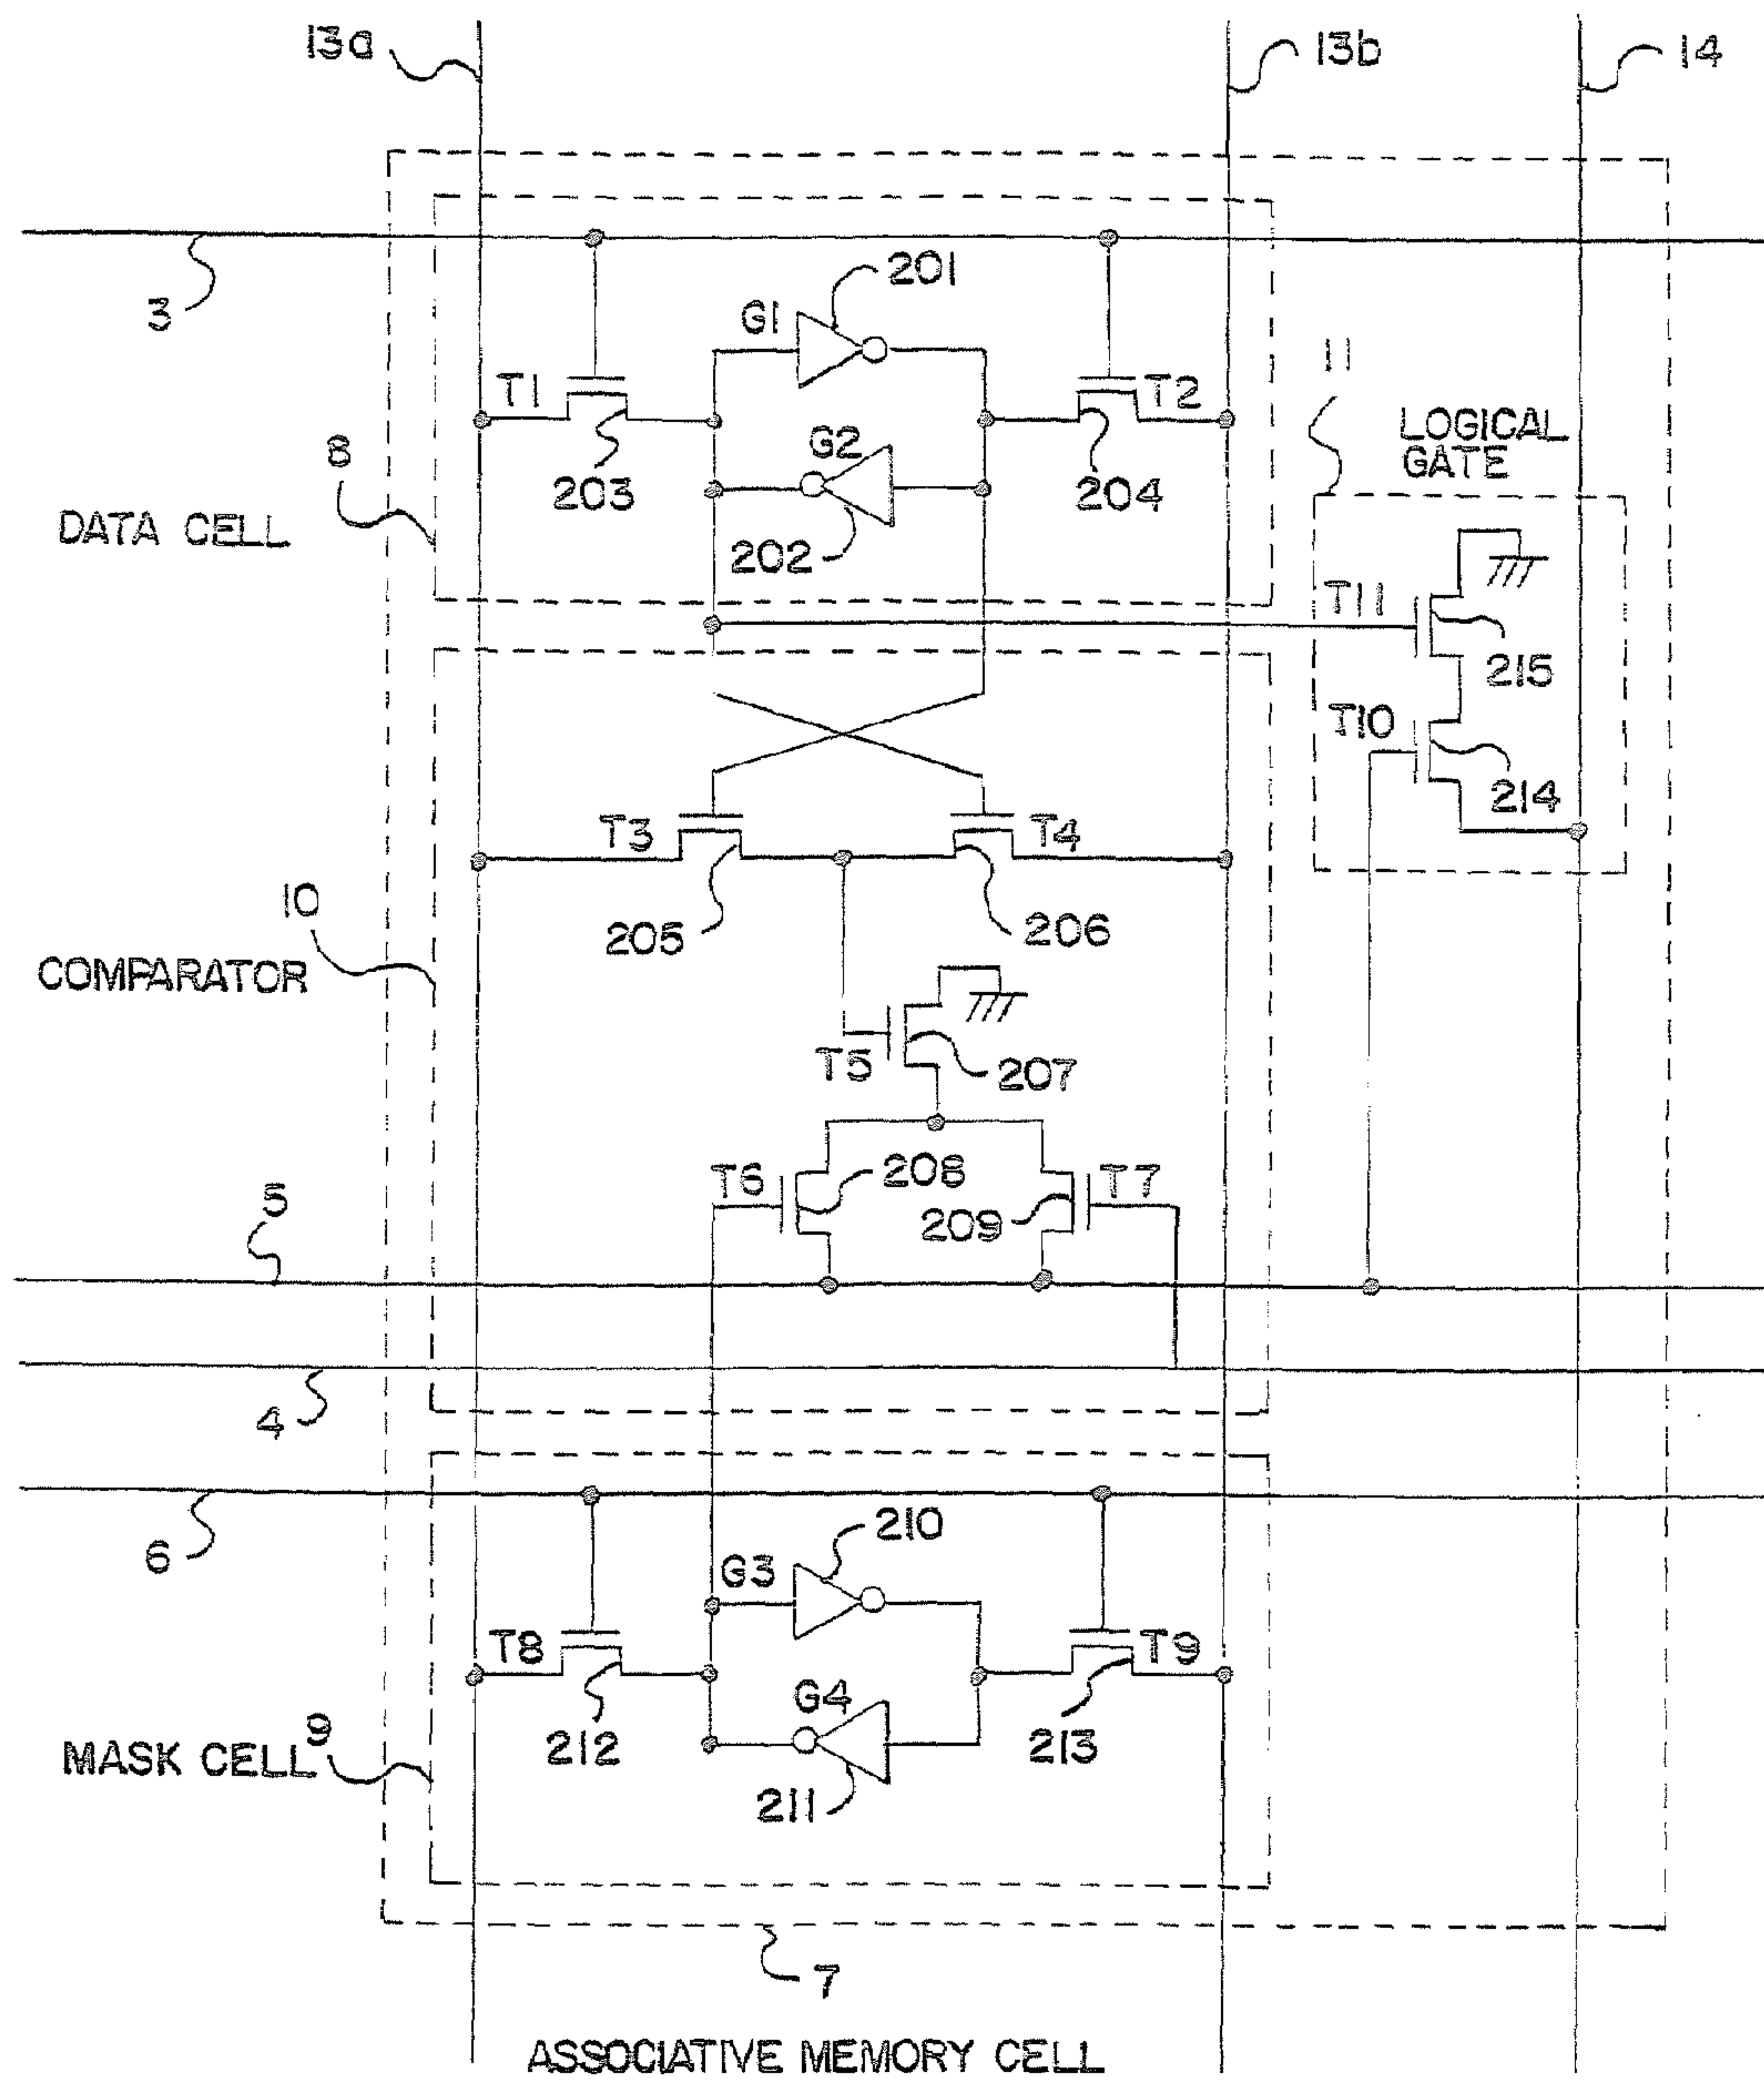 13a
13b
14
3
201
G1
T1
T2
11
G2
LOGICAL
GATE
8
203
204
DATA CELL
202
T11
215
T10
214
T3
T4
10
205
206
COMPARATOR
T5
207
T6
208
T7
5
209
4
6
210
G3
T8
T9
G4
9
212
213
MASK CELL
211
7
ASSOCIATIVE MEMORY CELL